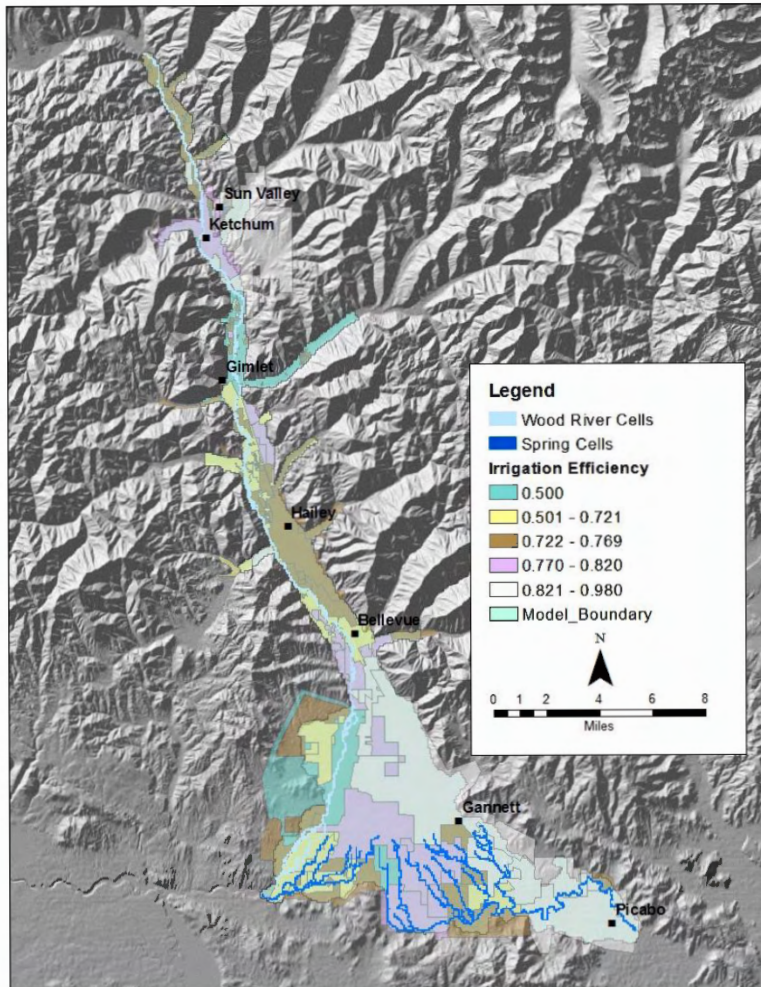 Sun Valley
Ketchum
Gimlet
Hailey
Bellevue
Gannett
Picabo
Legend
Wood River Cells
Spring Cells
Irrigation Efficiency
0.500
0.501 - 0.721
0.722 - 0.769
0.770 - 0.820
0.821 - 0.980
Model_Boundary
N
0 2 4 6 8
Miles